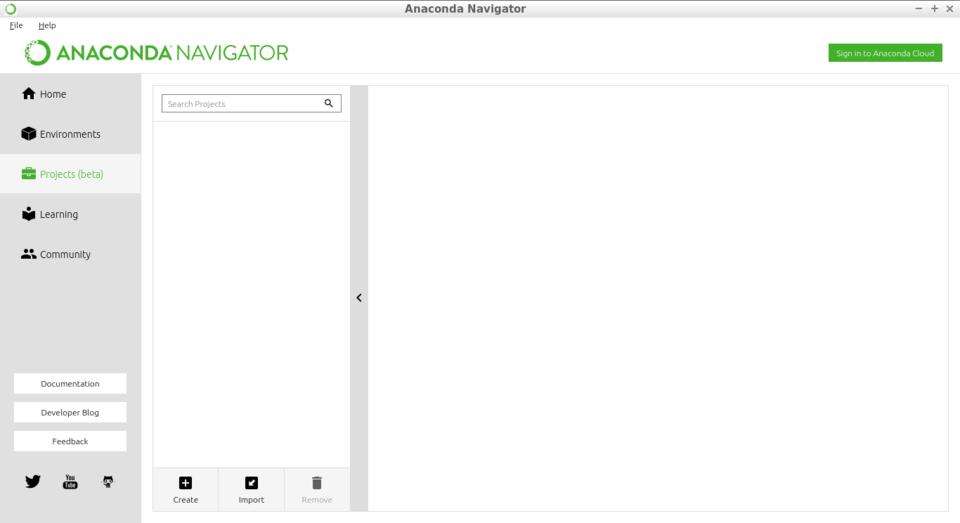 Anaconda Navigator
File Help
ANACONDA NAVIGATOR
Sign in to Anaconda Cloud
Home
Environments
Projects (beta)
Learning
Community
Documentation
Developer Blog
Feedback
You Tube
Search Projects
Create Import Remove